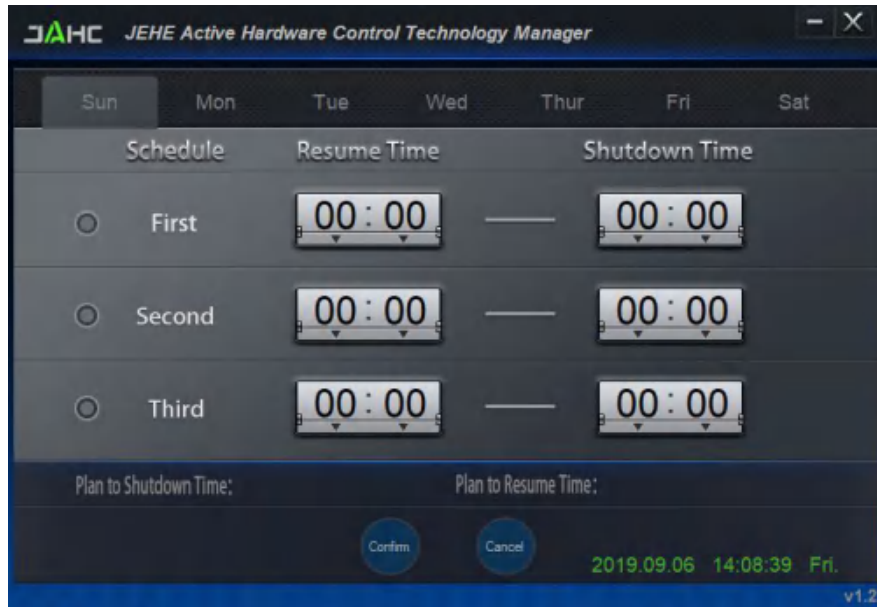 JAHC JEHE Active Hardware Control Technology Manager
Sun Mon Tue Wed Thur Fri Sat
Schedule Resume Time Shutdown Time
First 00:00 00:00
Second 00:00 00:00
Third 00:00 00:00
Plan to Shutdown Time: Plan to Resume Time:
Confirm Cancel
2019.09.06 14:08:39 Fri.
v1.2